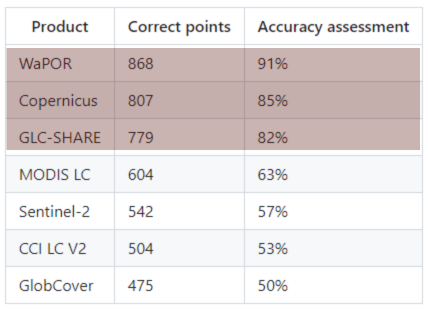 Product Correct points Accuracy assessment
WaPOR 868 91%
Copernicus 807 85%
GLC-SHARE 779 82%
MODIS LC 604 63%
Sentinel-2 542 57%
CCI LC V2 504 53%
GlobCover 475 50%